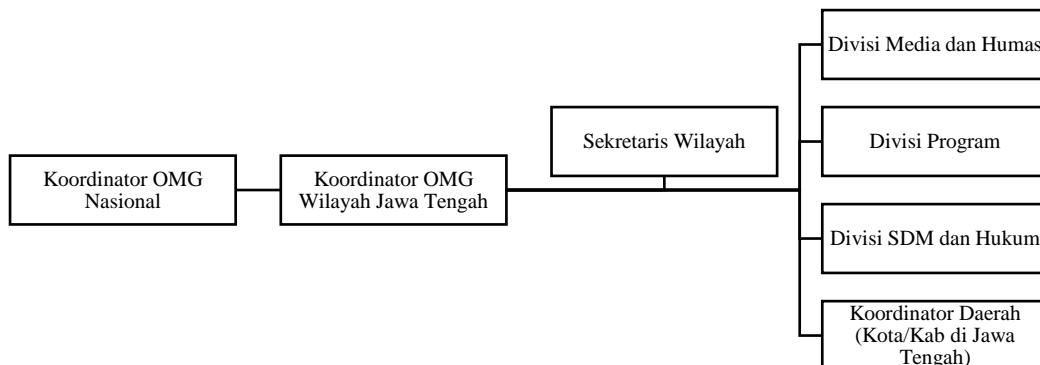 Koordinator OMG
Nasional
Koordinator OMG
Wilayah Jawa Tengah
Sekretaris Wilayah
Divisi Media dan Humas
Divisi Program
Divisi SDM dan Hukum
Koordinator Daerah
(Kota/Kab di Jawa
Tengah)